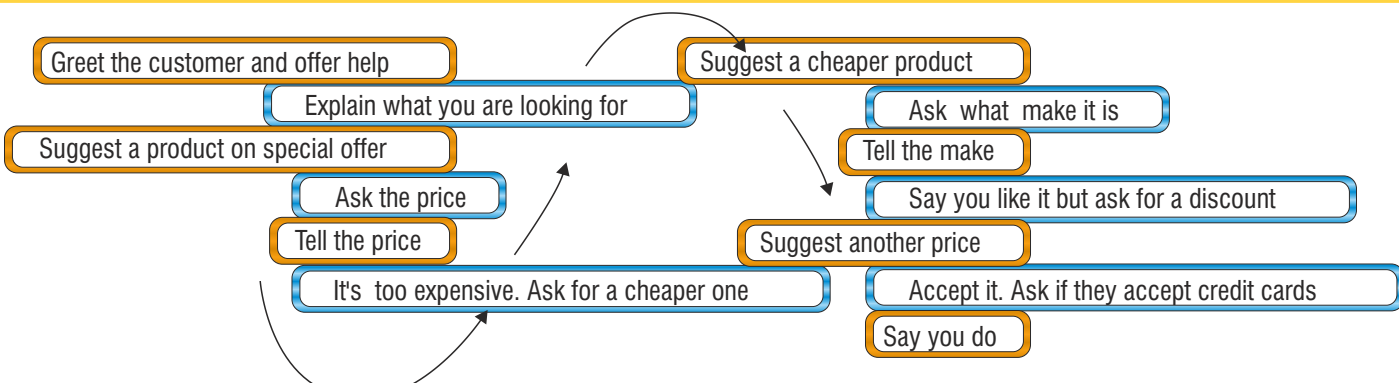 Greet the customer and offer help
Explain what you are looking for
Suggest a product on special offer
Ask the price
Tell the price
It's too expensive. Ask for a cheaper one
Suggest a cheaper product
Ask what make it is
Tell the make
Say you like it but ask for a discount
Suggest another price
Accept it. Ask if they accept credit cards
Say you do